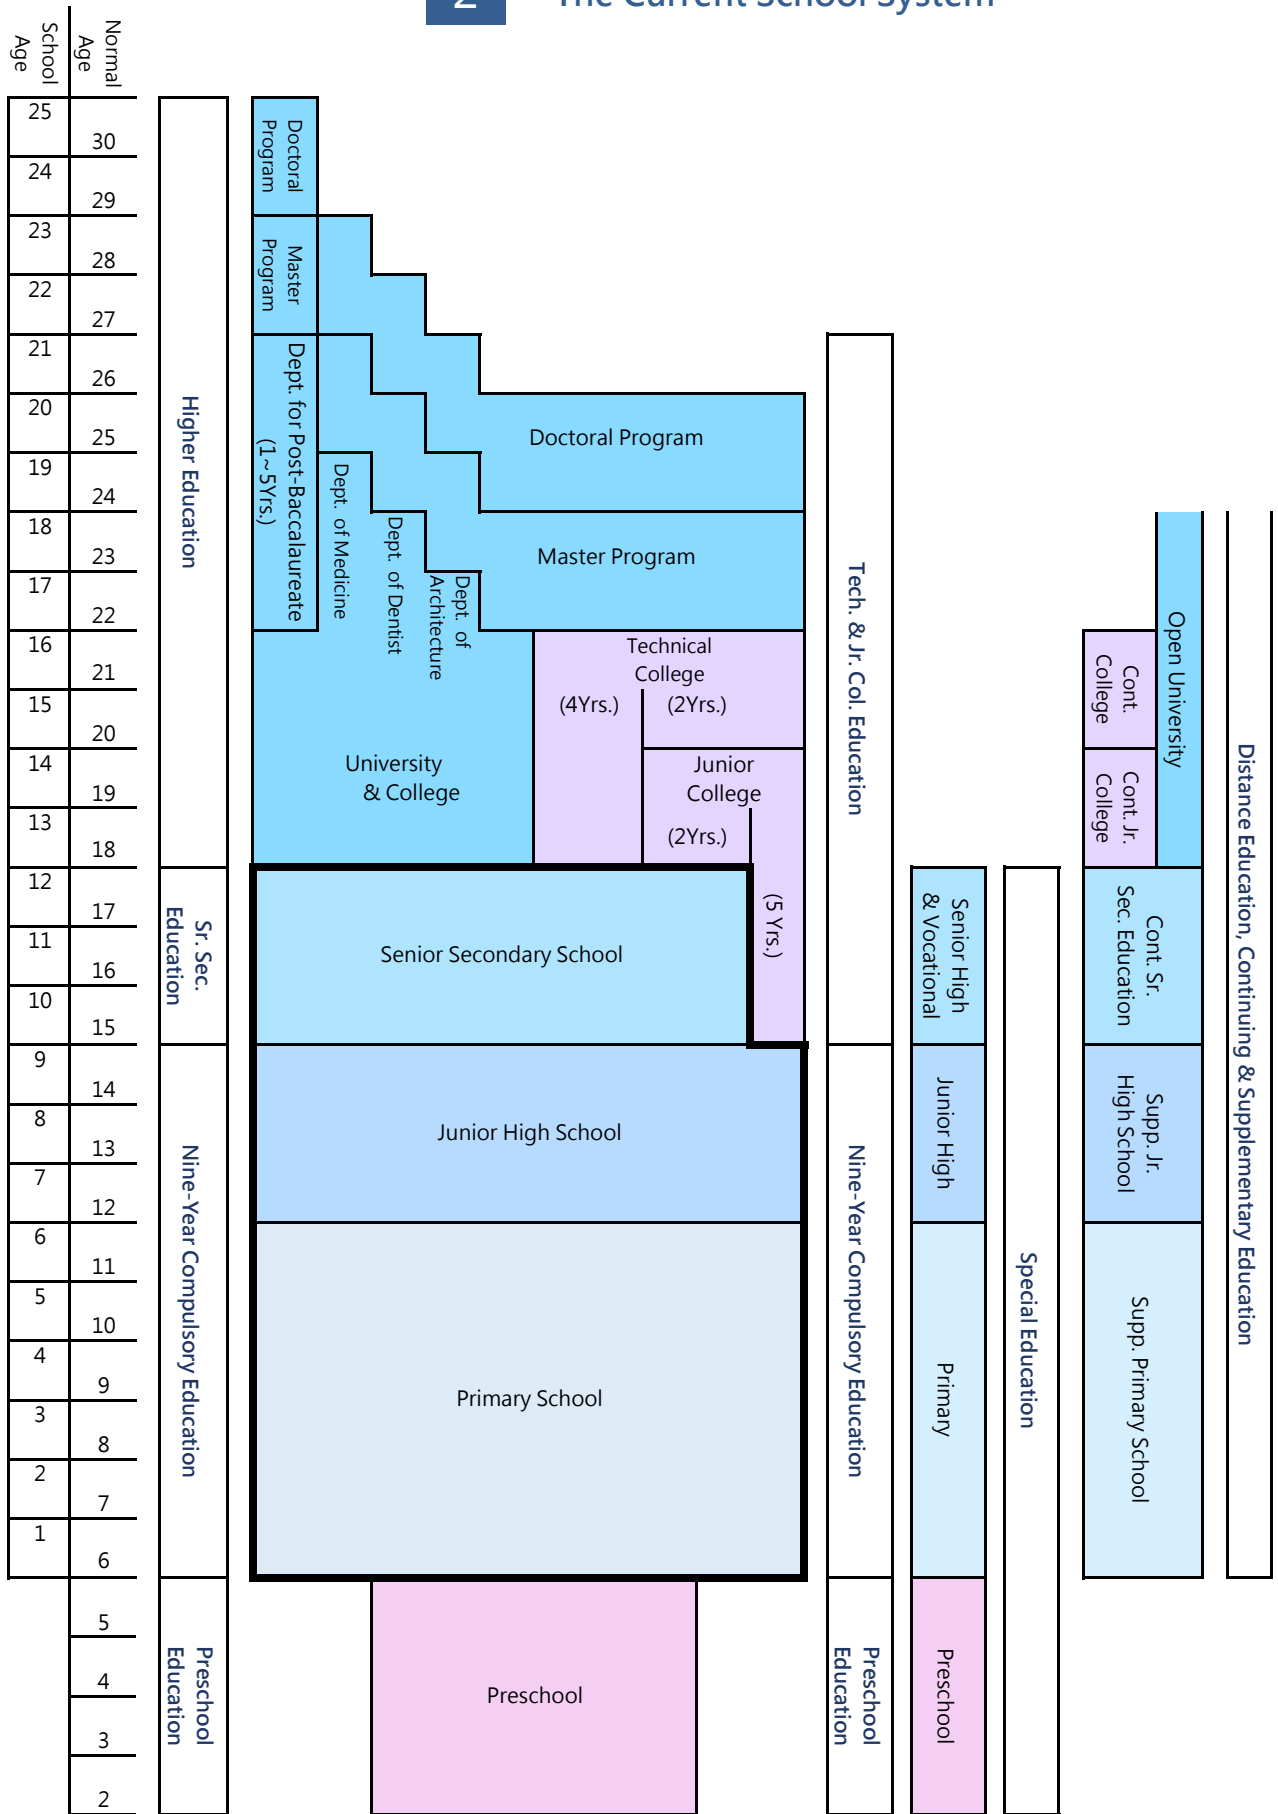 2 The Current School System
School
Age
Normal
Age
25
24
23
22
21
20
19
18
17
16
15
14
13
12
11
10
9
8
7
6
5
4
3
2
1
30
29
28
27
26
25
24
23
22
21
20
19
18
17
16
15
14
13
12
11
10
9
8
7
6
5
4
3
2
Higher Education
Sr. Sec.
Education
Nine-Year Compulsory Education
Preschool
Education
Doctoral
Program
Master
Program
Dept. for Post-Baccalaureate
(1~5Yrs.)
Dept. of Medicine
Dept. of Dentist
Dept. of
Architecture
Doctoral Program
Master Program
University
& College
Technical
College
(4Yrs.)
(2Yrs.)
Junior
College
(2Yrs.)
(5 Yrs.)
Senior Secondary School
Junior High School
Primary School
Preschool
Tech. & Jr. Col. Education
Nine-Year Compulsory Education
Preschool
Education
Senior High
& Vocational
Junior High
Primary
Preschool
Special Education
Open University
Cont.
College
Cont. Jr.
College
Cont. Sr.
Sec. Education
Supp. Jr.
High School
Supp. Primary School
Distance Education, Continuing & Supplementary Education